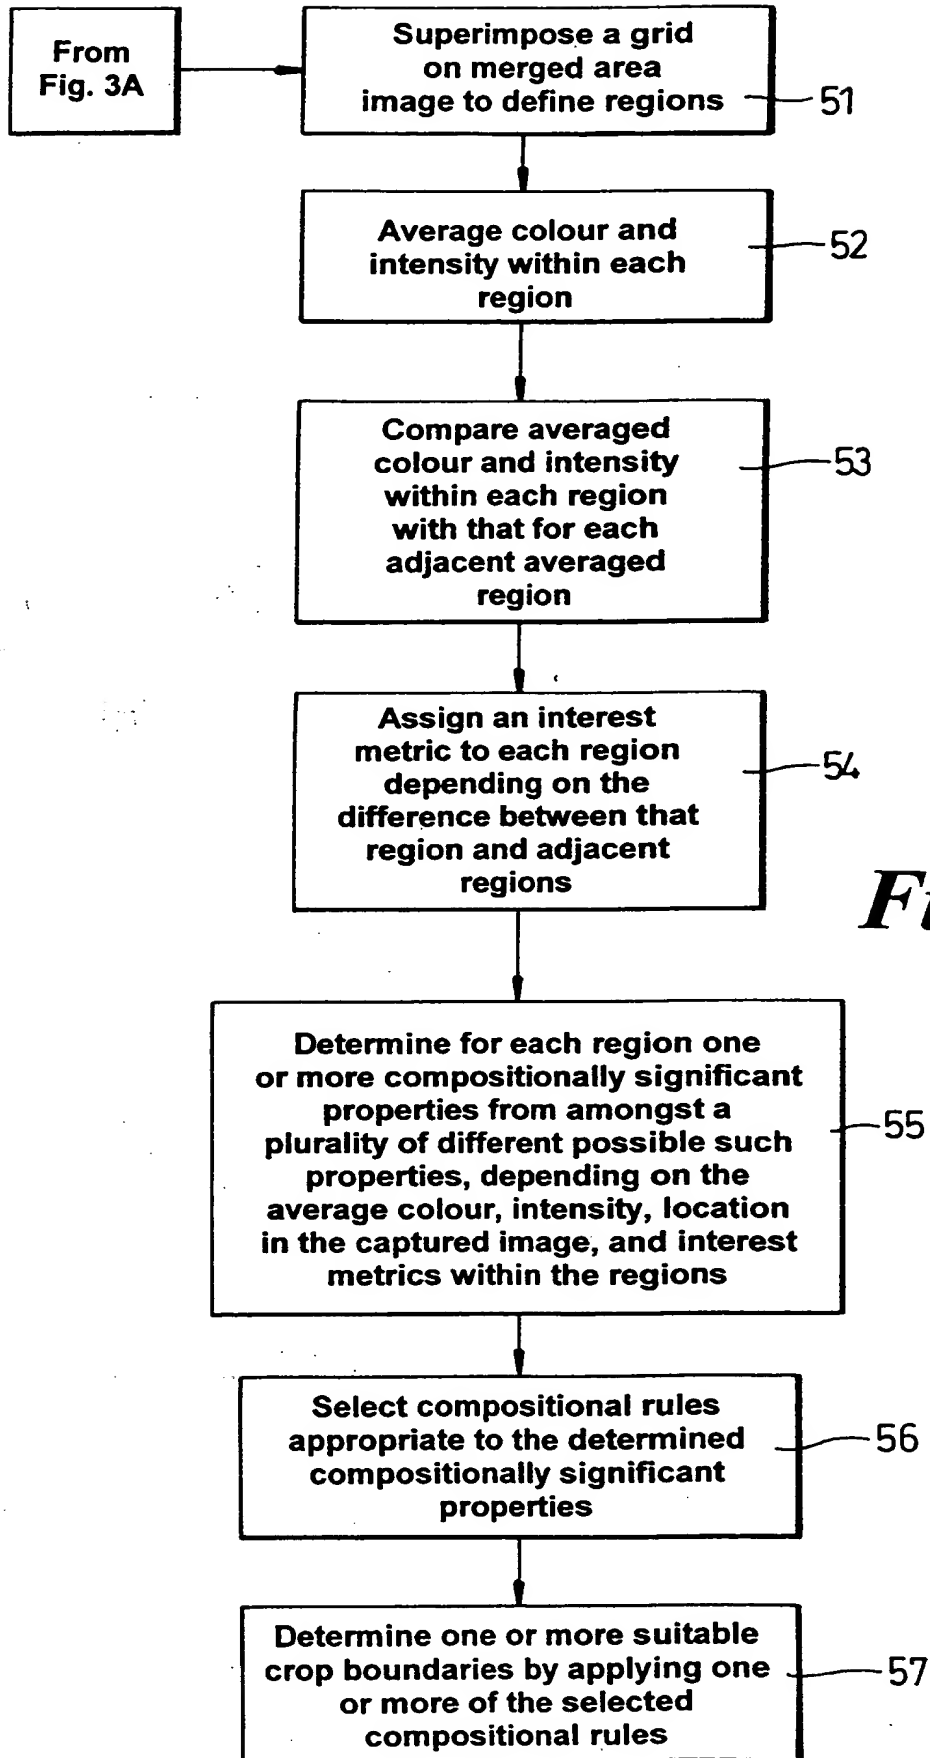 From
Fig. 3A
Superimpose a grid
on merged area
image to define regions
51
Average colour and
intensity within each
region
52
Compare averaged
colour and intensity
within each region
with that for each
adjacent averaged
region
53
Assign an interest
metric to each region
depending on the
difference between that
region and adjacent
regions
54
Determine for each region one
or more compositionally significant
properties from amongst a
plurality of different possible such
properties, depending on the
average colour, intensity, location
in the captured image, and interest
metrics within the regions
55
Select compositional rules
appropriate to the determined
compositionally significant
properties
56
Determine one or more suitable
crop boundaries by applying one
or more of the selected
compositional rules
57